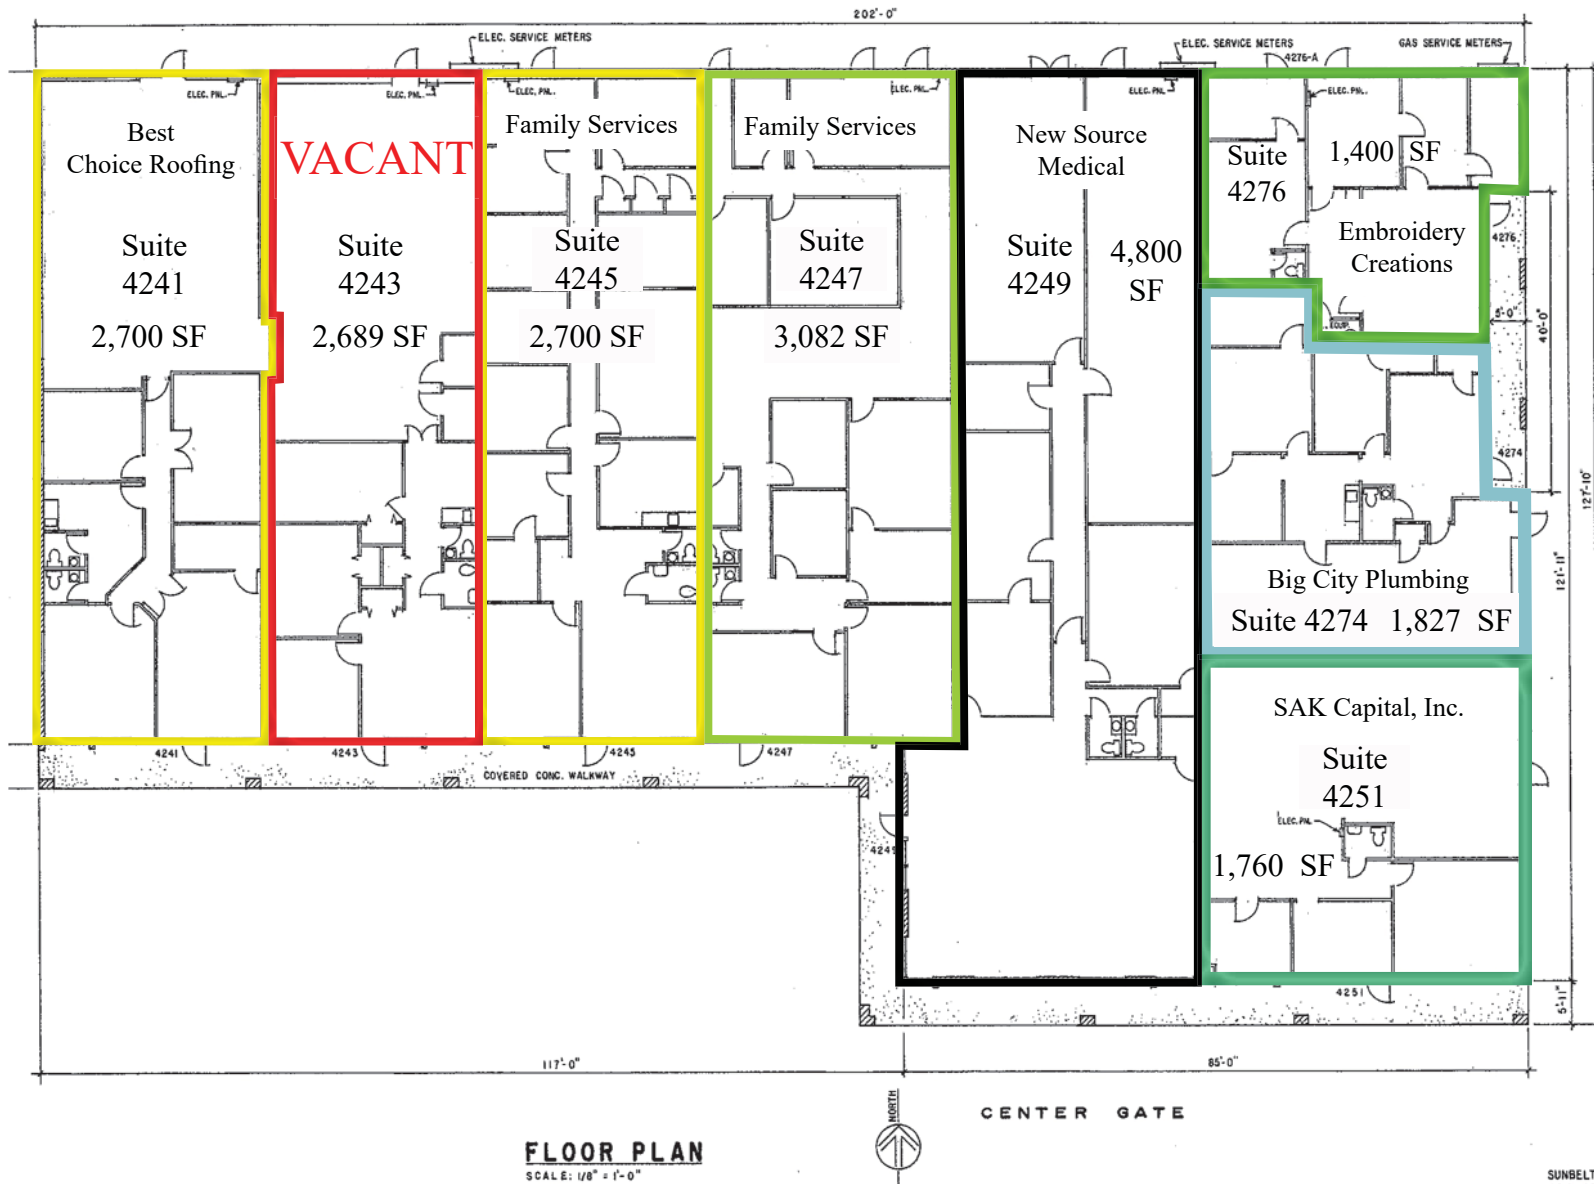 202'-0"
ELEC. SERVICE METERS
ELEC. SERVICE METERS
GAS SERVICE METERS
4276-A
ELEC. PNL.
ELEC. PNL.
ELEC. PNL.
ELEC. PNL.
ELEC. PNL.
ELEC. PNL.
Best
Choice Roofing
Suite
4241
2,700 SF
VACANT
Suite
4243
2,689 SF
Family Services
Suite
4245
2,700 SF
Family Services
Suite
4247
3,082 SF
New Source
Medical
Suite
4249
4,800
SF
Suite
4276
1,400 SF
Embroidery
Creations
EQUIP.
4276
5'-0"
40'-0"
4274
127'-10"
121'-11"
Big City Plumbing
Suite 4274 1,827 SF
SAK Capital, Inc.
Suite
4251
ELEC. PNL.
1,760 SF
4241
4243
4245
4247
COVERED CONC. WALKWAY
4249
4251
5'-11"
117'-0"
85'-0"
NORTH
CENTER GATE
FLOOR PLAN
SCALE: 1/8" = 1'-0"
SUNBELT